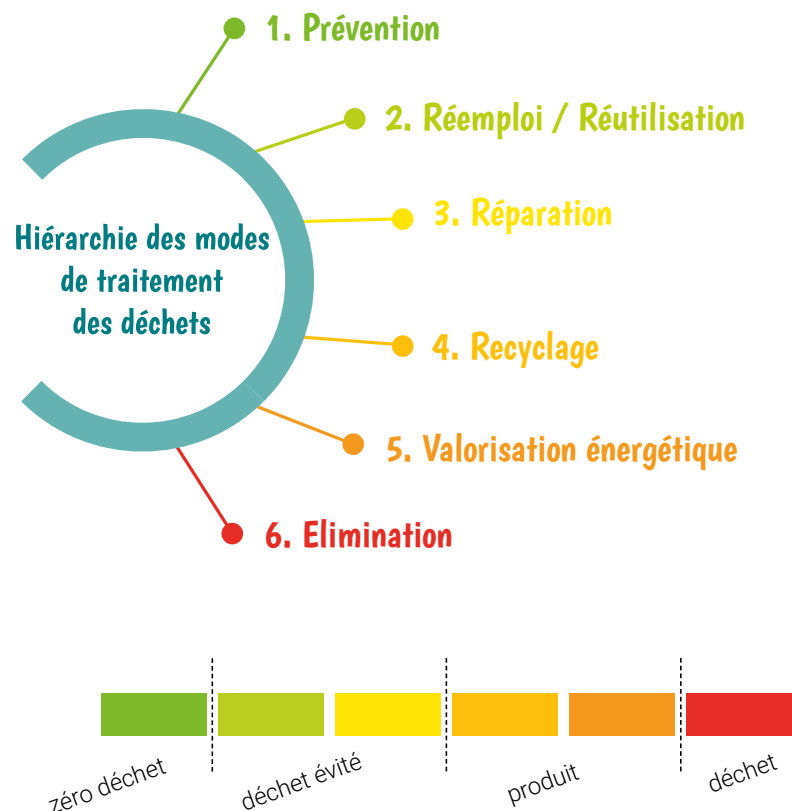 1. Prévention
2. Réemploi / Réutilisation
3. Réparation
Hiérarchie des modes
de traitement
des déchets
4. Recyclage
5. Valorisation énergétique
6. Elimination
zéro déchet
déchet évité
produit
déchet